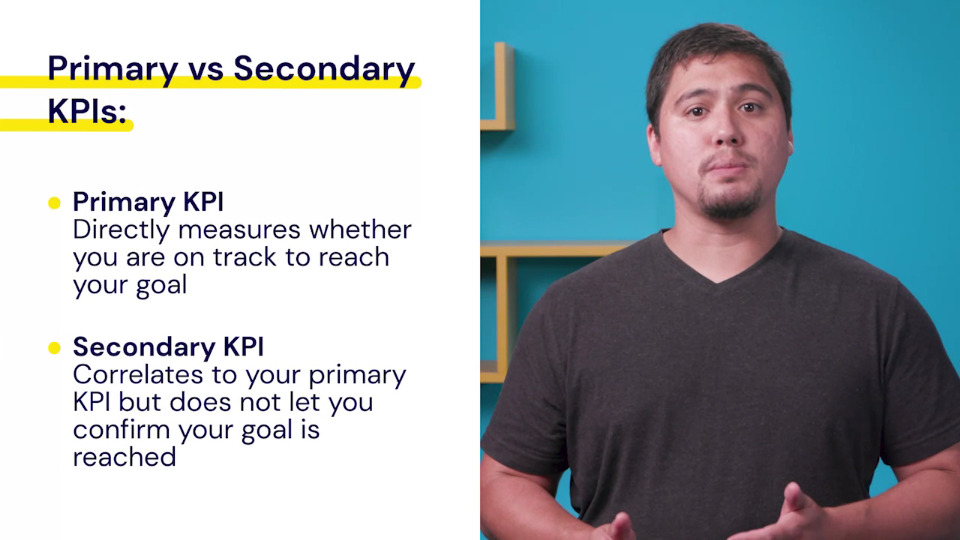 Primary vs Secondary
KPIs:
Primary KPI
Directly measures whether
you are on track to reach
your goal
Secondary KPI
Correlates to your primary
KPI but does not let you
confirm your goal is
reached